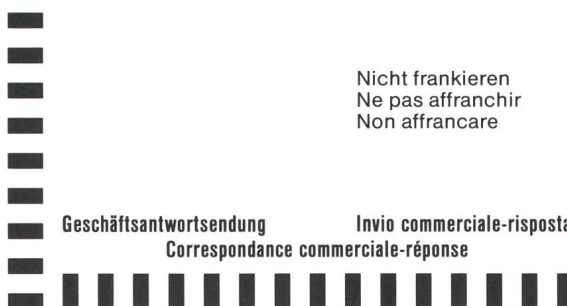 Nicht frankieren
Ne pas affranchir
Non affrancare
Geschäftsantwortsendung Invio commerciale-risposta
Correspondance commerciale-réponse